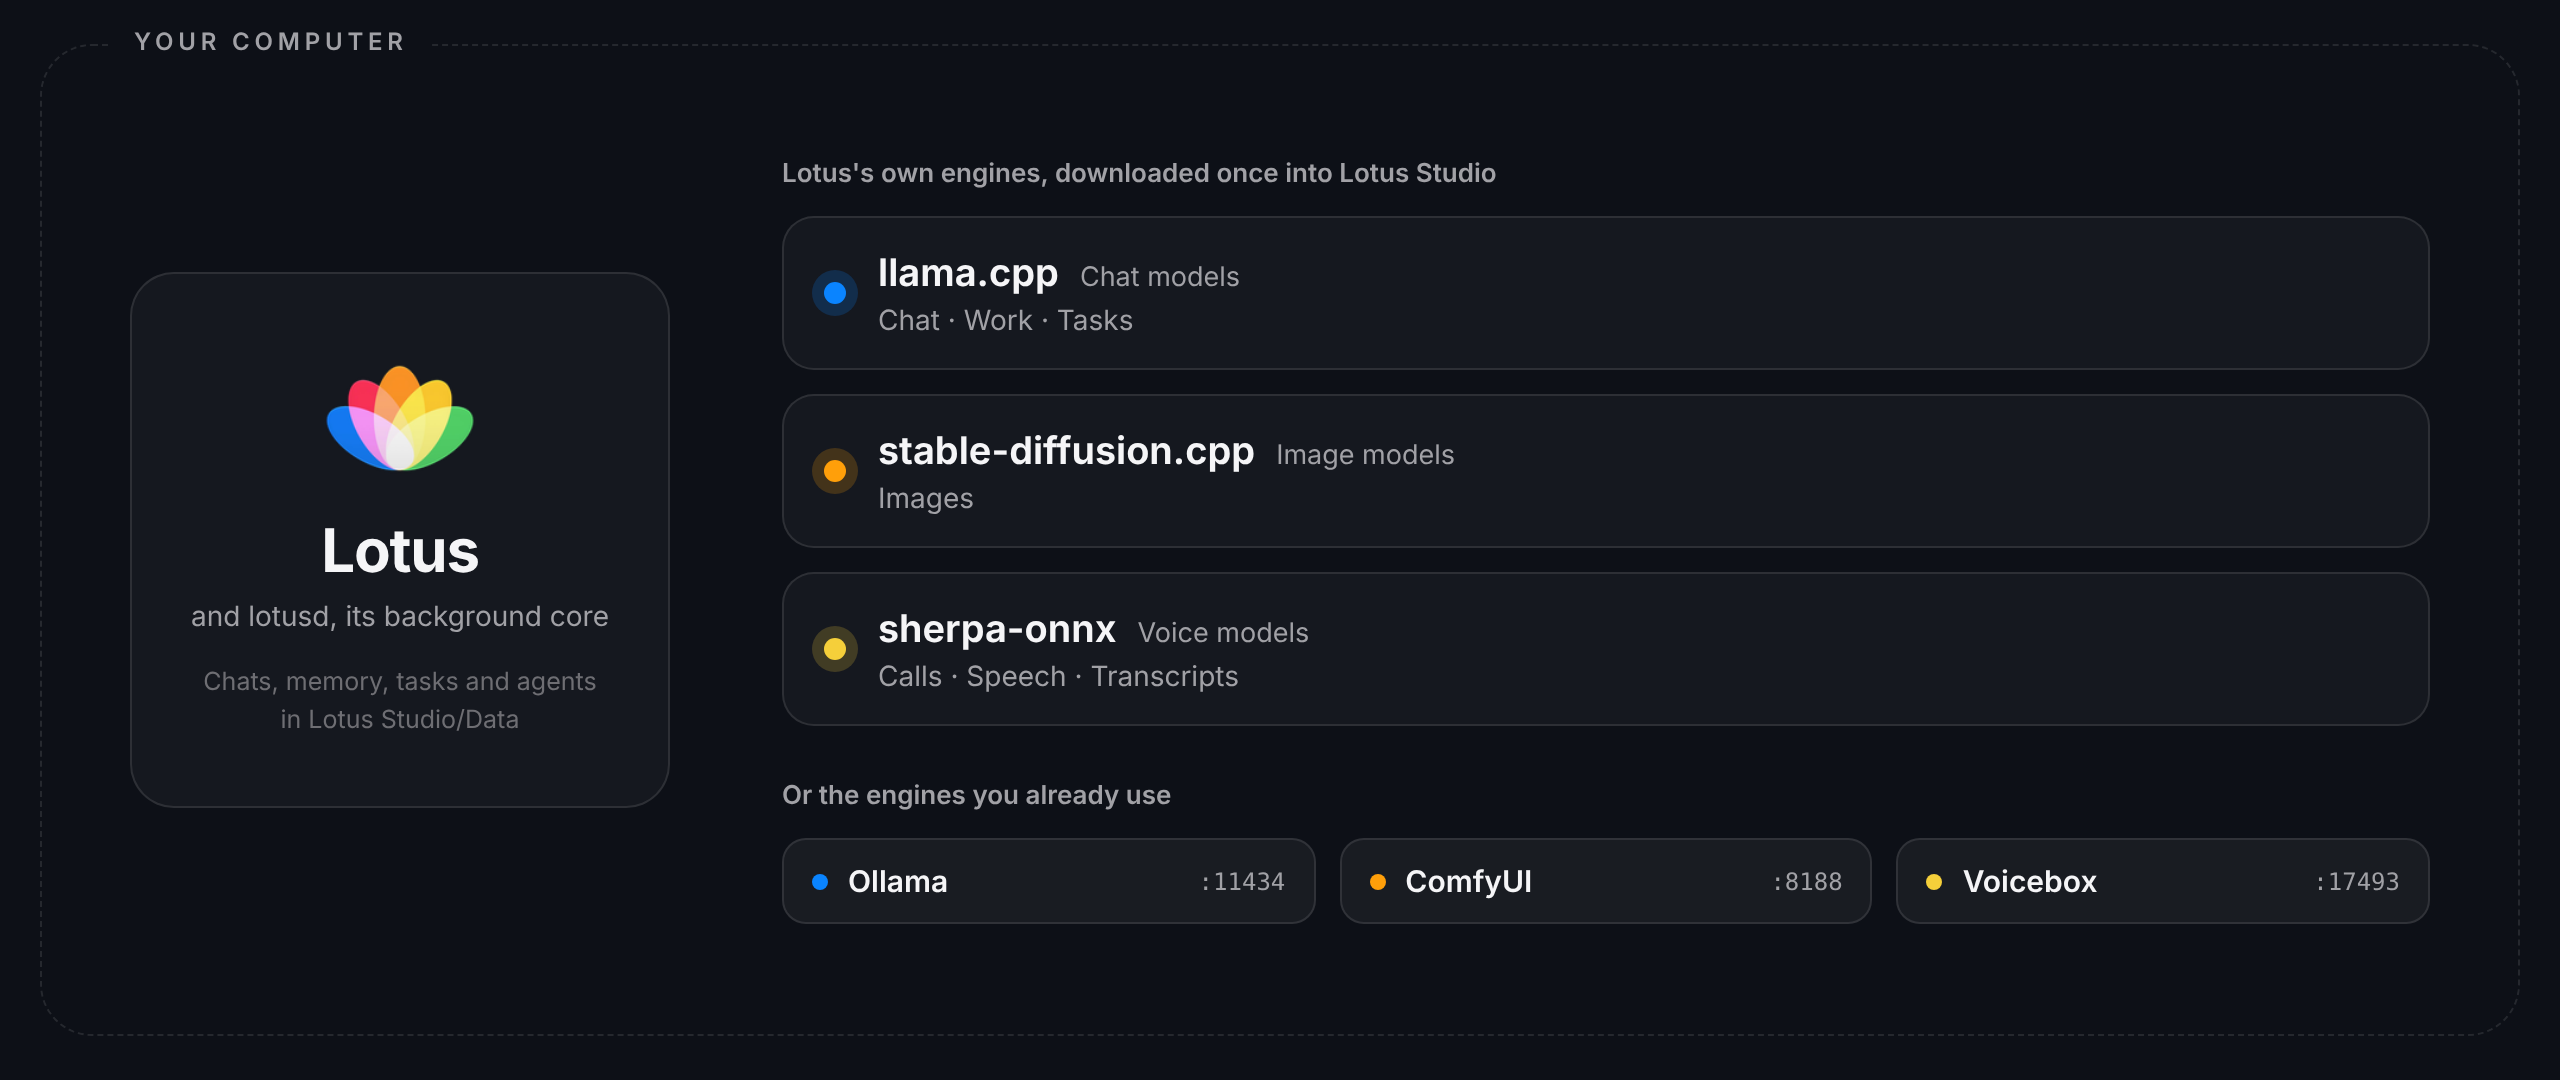 YOUR COMPUTER
Lotus
and lotusd, its background core
Chats, memory, tasks and agents
in Lotus Studio/Data
Lotus's own engines, downloaded once into Lotus Studio
llama.cpp Chat models
Chat · Work · Tasks
stable-diffusion.cpp Image models
Images
sherpa-onnx Voice models
Calls · Speech · Transcripts
Or the engines you already use
Ollama :11434
ComfyUI :8188
Voicebox :17493